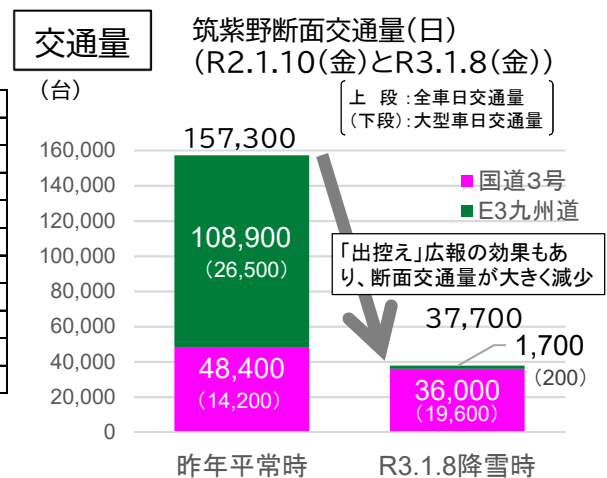 交通量
筑紫野断面交通量(日)
(R2.1.10(金)とR3.1.8(金))
(台)
上　段：全車日交通量
(下段)：大型車日交通量
160,000
140,000
120,000
100,000
80,000
60,000
40,000
20,000
0
157,300
108,900
(26,500)
48,400
(14,200)
国道3号
E3九州道
「出控え」広報の効果もあ
り、断面交通量が大きく減少
37,700
1,700
(200)
36,000
(19,600)
昨年平常時
R3.1.8降雪時